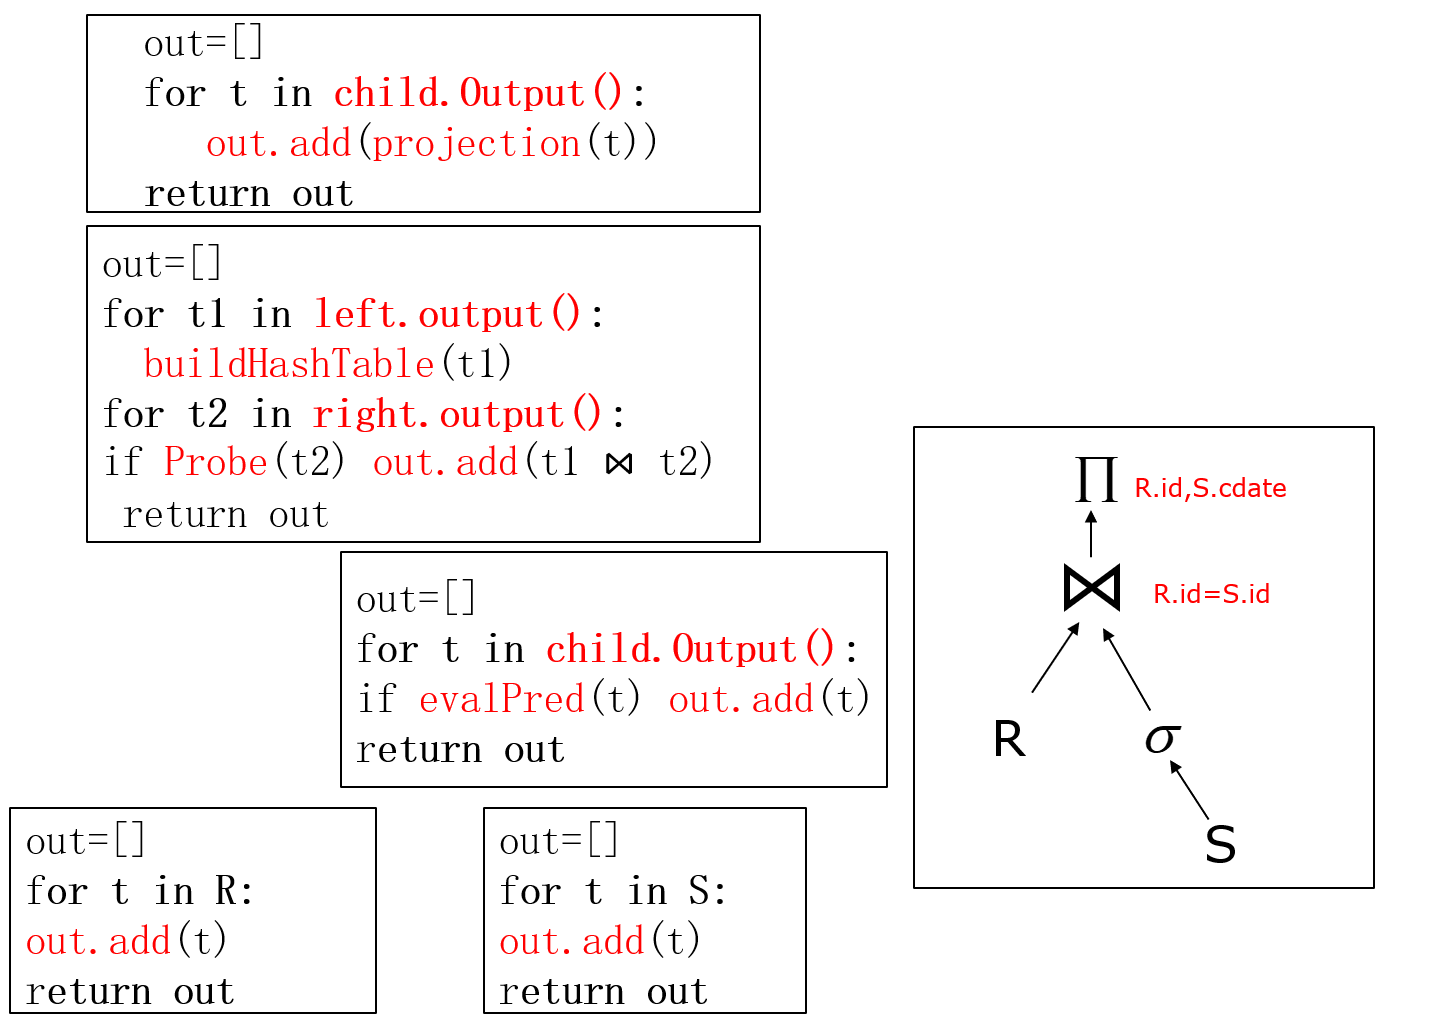 out=[]
for t in child.Output():
out.add(projection(t))
return out
out=[]
for t1 in left.output():
buildHashTable(t1)
for t2 in right.output():
if Probe(t2) out.add(t1 ⋈ t2)
return out
out=[]
for t in child.Output():
if evalPred(t) out.add(t)
return out
out=[]
for t in R:
out.add(t)
return out
out=[]
for t in S:
out.add(t)
return out
∏ R.id,S.cdate
⋈ R.id=S.id
R σ
S